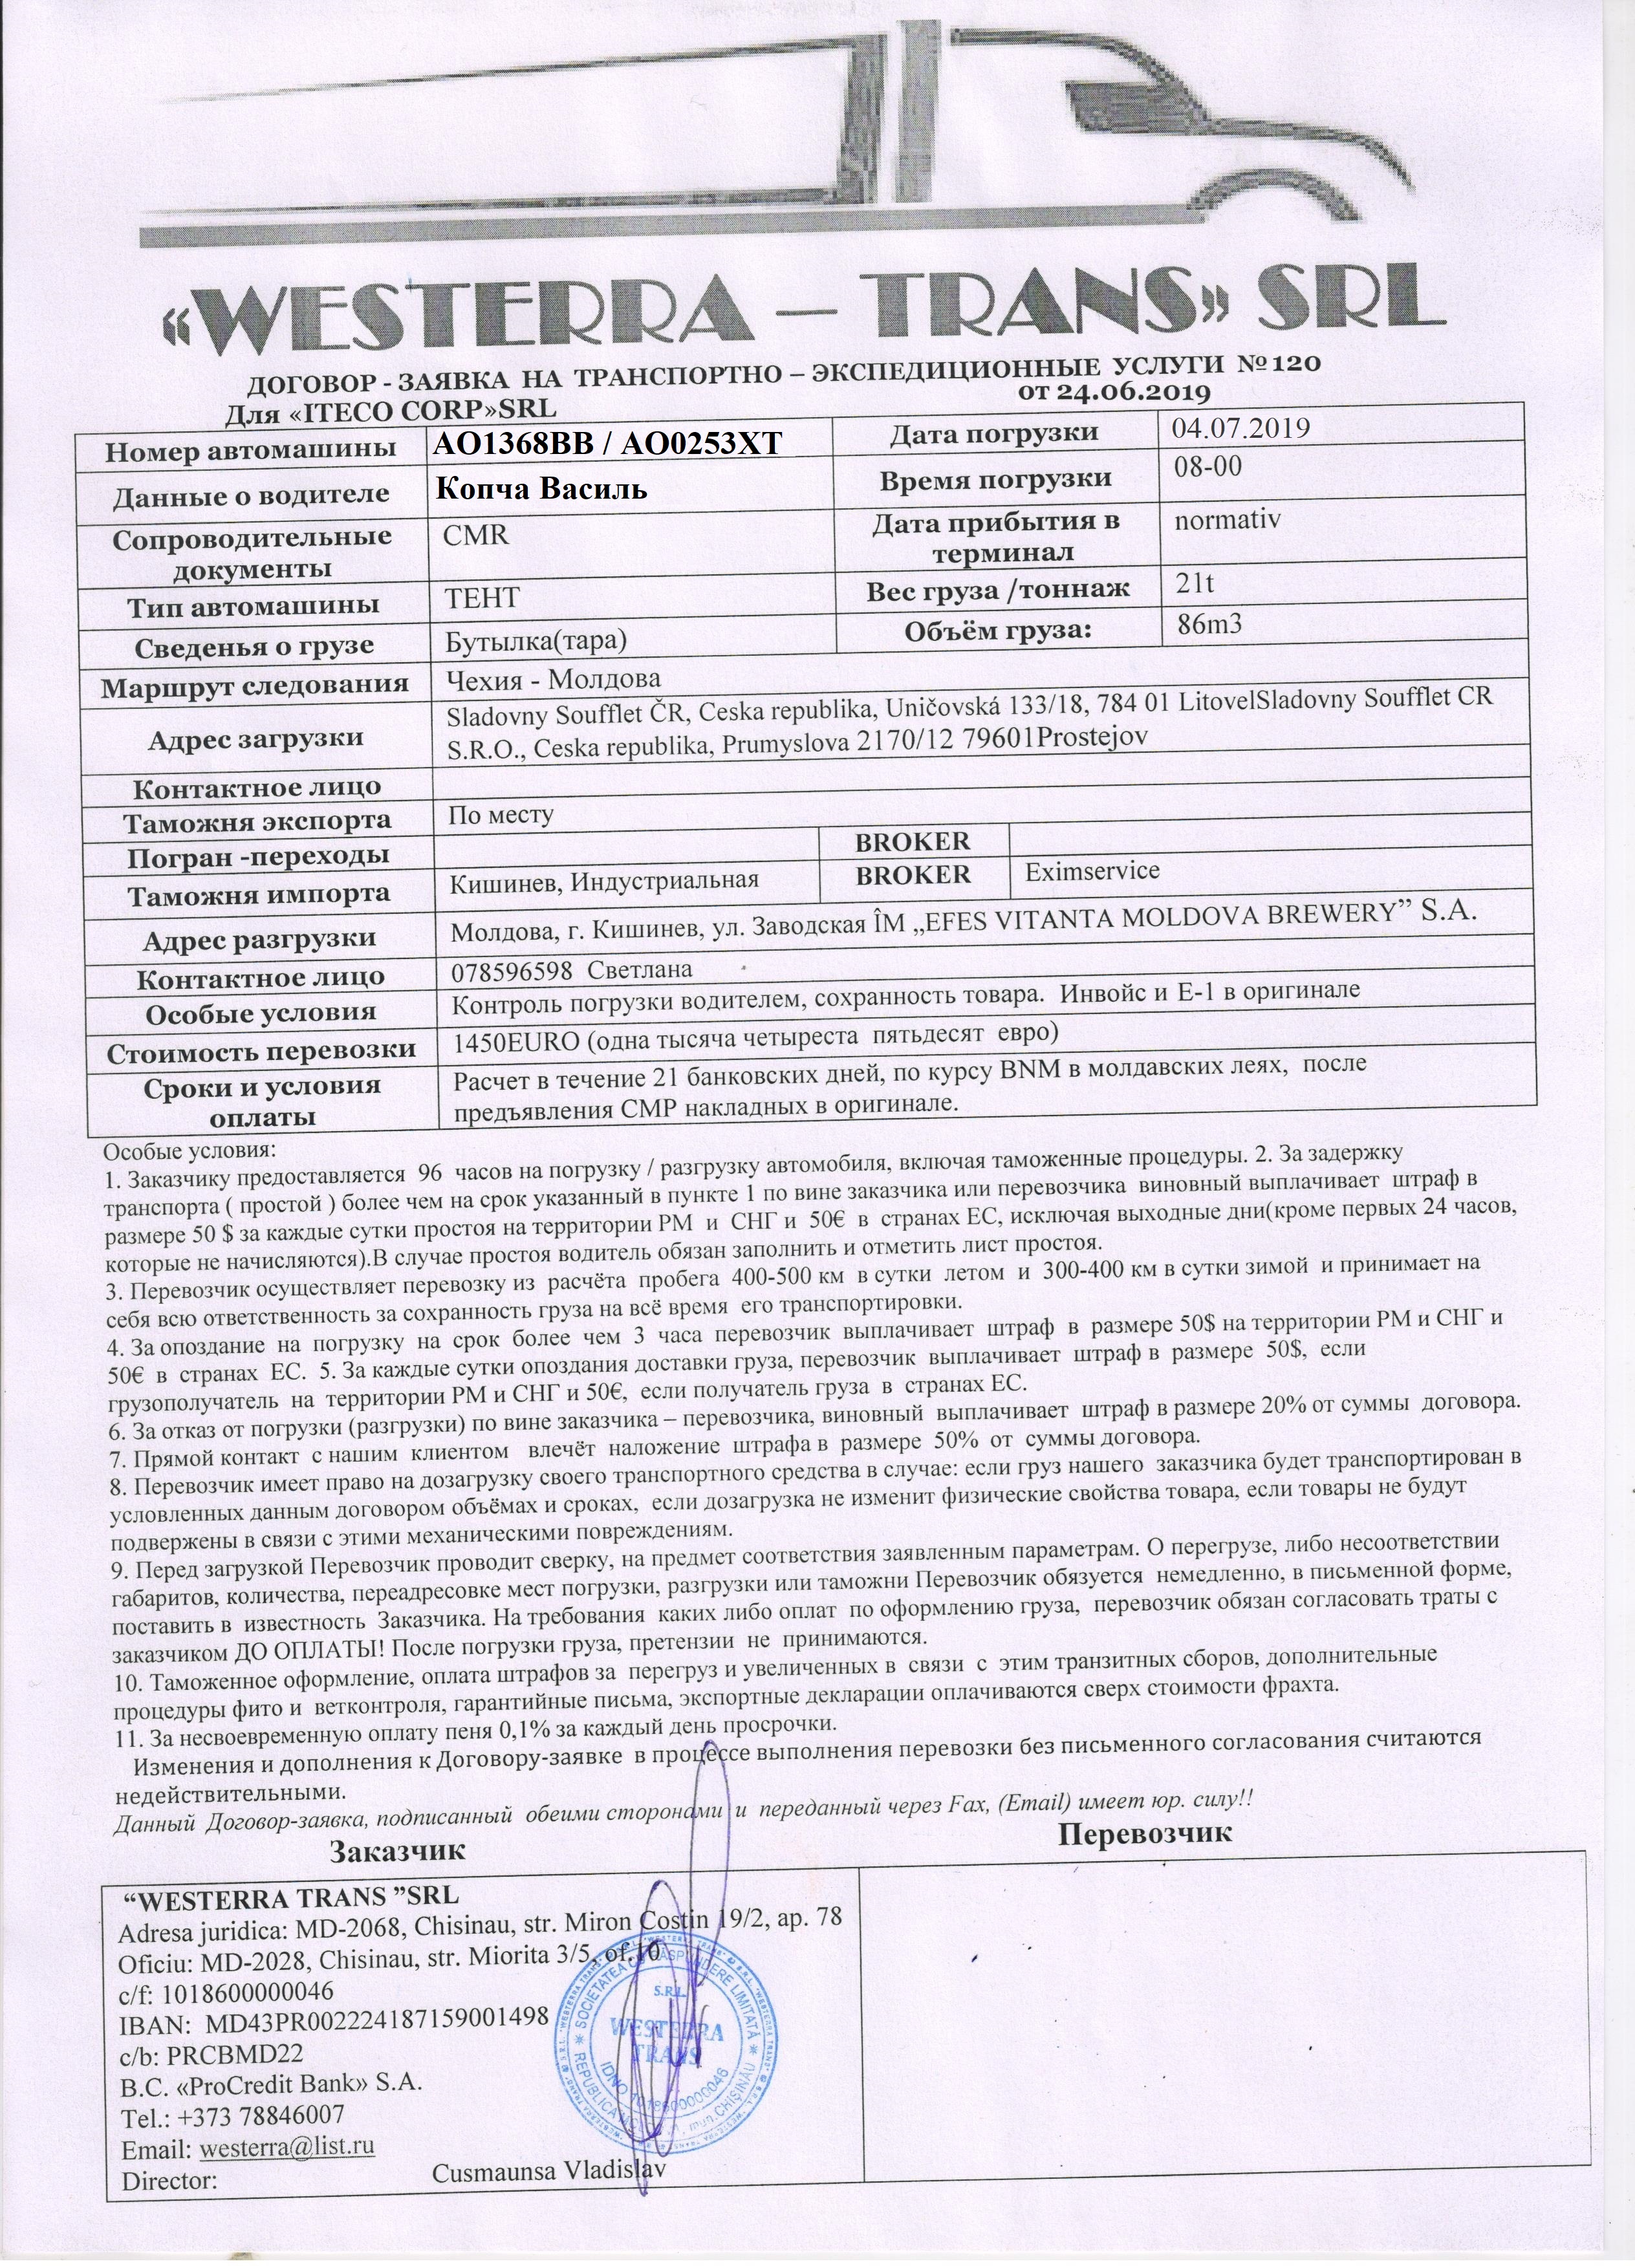 «WESTERRA – TRANS» SRL
ДОГОВОР - ЗАЯВКА НА ТРАНСПОРТНО – ЭКСПЕДИЦИОННЫЕ УСЛУГИ №120
от 24.06.2019
Для «ITECO CORP»SRL
Номер автомашины AO1368BB / AO0253XT Дата погрузки 04.07.2019
Данные о водителе Копча Василь Время погрузки 08-00
Сопроводительные документы CMR Дата прибытия в терминал normativ
Тип автомашины ТЕНТ Вес груза /тоннаж 21t
Сведенья о грузе Бутылка(тара) Объём груза: 86m3
Маршрут следования Чехия - Молдова
Адрес загрузки Sladovny Soufflet ČR, Ceska republika, Uničovská 133/18, 784 01 LitovelSladovny Soufflet CR
S.R.O., Ceska republika, Prumyslova 2170/12 79601Prostejov
Контактное лицо
Таможня экспорта По месту
Погран -переходы BROKER
Таможня импорта Кишинев, Индустриальная BROKER Eximservice
Адрес разгрузки Молдова, г. Кишинев, ул. Заводская ÎM „EFES VITANTA MOLDOVA BREWERY” S.A.
Контактное лицо 078596598 Светлана
Особые условия Контроль погрузки водителем, сохранность товара. Инвойс и Е-1 в оригинале
Стоимость перевозки 1450EURO (одна тысяча четыреста пятьдесят евро)
Сроки и условия оплаты Расчет в течение 21 банковских дней, по курсу BNM в молдавских леях, после
предъявления СМР накладных в оригинале.
Особые условия:
1. Заказчику предоставляется 96 часов на погрузку / разгрузку автомобиля, включая таможенные процедуры. 2. За задержку
транспорта ( простой ) более чем на срок указанный в пункте 1 по вине заказчика или перевозчика виновный выплачивает штраф в
размере 50 $ за каждые сутки простоя на территории РМ и СНГ и 50€ в странах ЕС, исключая выходные дни(кроме первых 24 часов,
которые не начисляются).В случае простоя водитель обязан заполнить и отметить лист простоя.
3. Перевозчик осуществляет перевозку из расчёта пробега 400-500 км в сутки летом и 300-400 км в сутки зимой и принимает на
себя всю ответственность за сохранность груза на всё время его транспортировки.
4. За опоздание на погрузку на срок более чем 3 часа перевозчик выплачивает штраф в размере 50$ на территории РМ и СНГ и
50€ в странах ЕС. 5. За каждые сутки опоздания доставки груза, перевозчик выплачивает штраф в размере 50$, если
грузополучатель на территории РМ и СНГ и 50€, если получатель груза в странах ЕС.
6. За отказ от погрузки (разгрузки) по вине заказчика – перевозчика, виновный выплачивает штраф в размере 20% от суммы договора.
7. Прямой контакт с нашим клиентом влечёт наложение штрафа в размере 50% от суммы договора.
8. Перевозчик имеет право на дозагрузку своего транспортного средства в случае: если груз нашего заказчика будет транспортирован в
условленных данным договором объёмах и сроках, если дозагрузка не изменит физические свойства товара, если товары не будут
подвержены в связи с этими механическими повреждениям.
9. Перед загрузкой Перевозчик проводит сверку, на предмет соответствия заявленным параметрам. О перегрузе, либо несоответствии
габаритов, количества, переадресовке мест погрузки, разгрузки или таможни Перевозчик обязуется немедленно, в письменной форме,
поставить в известность Заказчика. На требования каких либо оплат по оформлению груза, перевозчик обязан согласовать траты с
заказчиком ДО ОПЛАТЫ! После погрузки груза, претензии не принимаются.
10. Таможенное оформление, оплата штрафов за перегруз и увеличенных в связи с этим транзитных сборов, дополнительные
процедуры фито и ветконтроля, гарантийные письма, экспортные декларации оплачиваются сверх стоимости фрахта.
11. За несвоевременную оплату пеня 0,1% за каждый день просрочки.
Изменения и дополнения к Договору-заявке в процессе выполнения перевозки без письменного согласования считаются
недействительными.
Данный Договор-заявка, подписанный обеими сторонами и переданный через Fax, (Email) имеет юр. силу!!
Заказчик Перевозчик
“WESTERRA TRANS ”SRL
Adresa juridica: MD-2068, Chisinau, str. Miron Costin 19/2, ap. 78
Oficiu: MD-2028, Chisinau, str. Miorita 3/5, of.10
c/f: 1018600000046
IBAN: MD43PR002224187159001498
c/b: PRCBMD22
B.C. «ProCredit Bank» S.A.
Tel.: +373 78846007
Email: westerra@list.ru
Director: Cusmaunsa Vladislav
SOCIETATEA CU RĂSPUNDERE LIMITATĂ
S.R.L.
WESTERRA
TRANS
IDNO 1018600000046